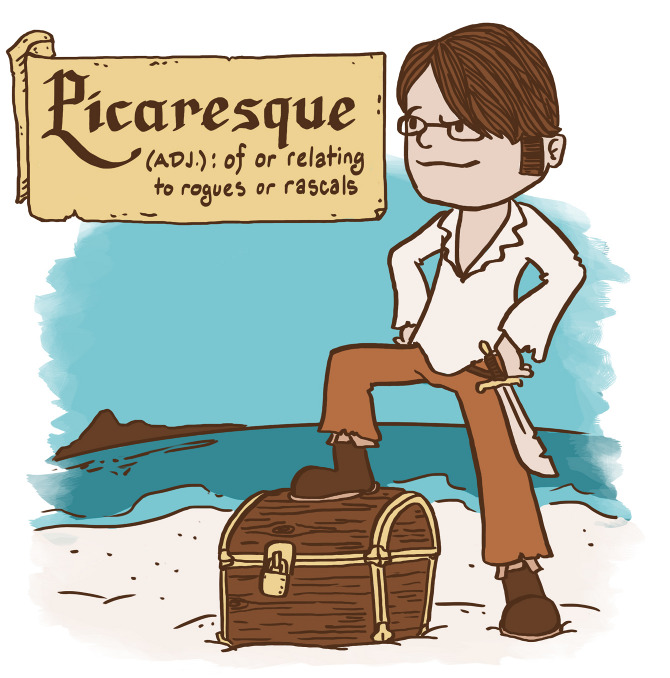 Picaresque
(ADJ.): of or relating
to rogues or rascals